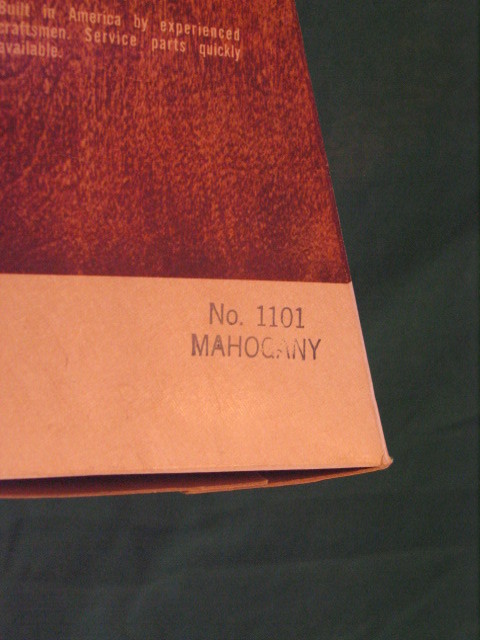 Built in America by experienced
craftsmen. Service parts quickly
available.
No. 1101
MAHOGANY